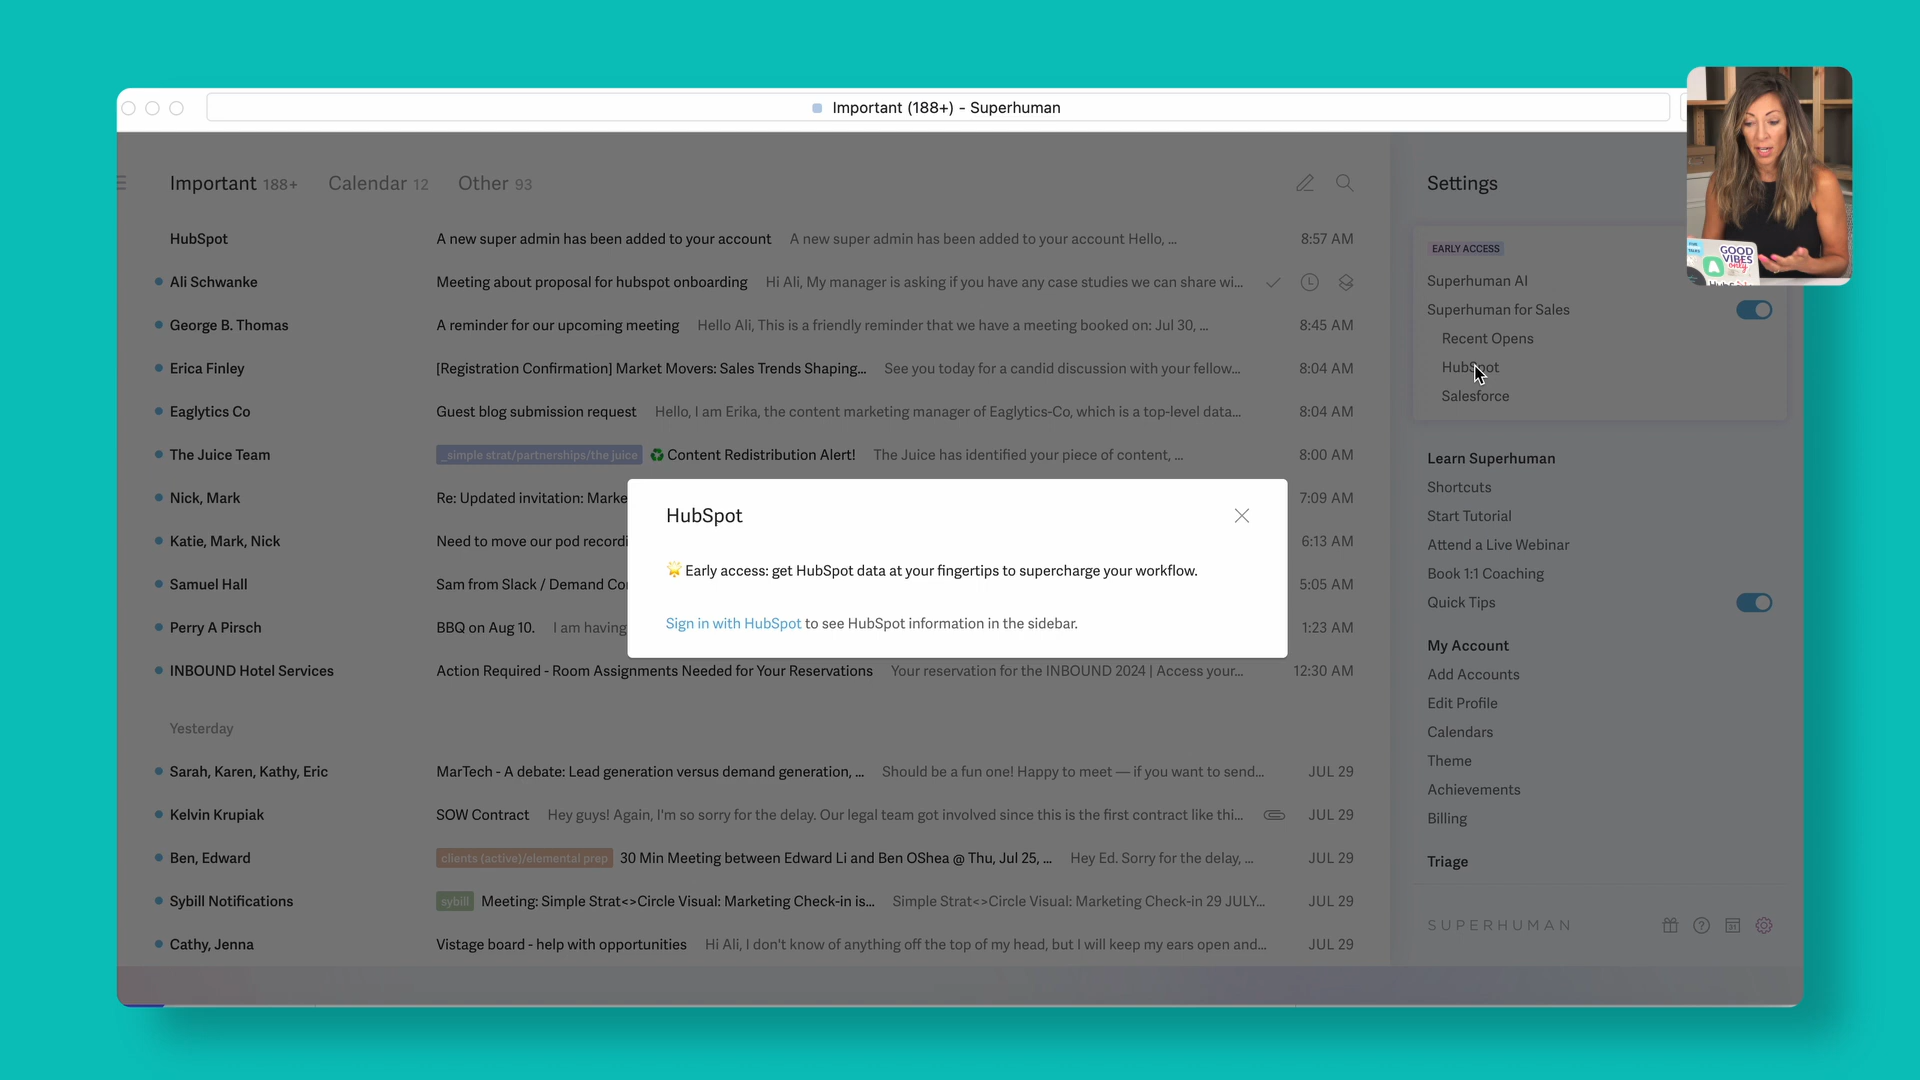 Important (188+) - Superhuman
Important 188+ Calendar 12 Other 93
HubSpot A new super admin has been added to your account A new super admin has been added to your account Hello, ... 8:57 AM
Ali Schwanke Meeting about proposal for hubspot onboarding Hi Ali, My manager is asking if you have any case studies we can share wi...
George B. Thomas A reminder for our upcoming meeting Hello Ali, This is a friendly reminder that we have a meeting booked on: Jul 30, ... 8:45 AM
Erica Finley [Registration Confirmation] Market Movers: Sales Trends Shaping... See you today for a candid discussion with your fellow... 8:04 AM
Eaglytics Co Guest blog submission request Hello, I am Erika, the content marketing manager of Eaglytics-Co, which is a top-level data... 8:04 AM
The Juice Team _simple strat/partnerships/the juice ♻ Content Redistribution Alert! The Juice has identified your piece of content, ... 8:00 AM
Nick, Mark Re: Updated invitation: Marke 7:09 AM
Katie, Mark, Nick Need to move our pod recordi 6:13 AM
Samuel Hall Sam from Slack / Demand Co 5:05 AM
Perry A Pirsch BBQ on Aug 10. I am having 1:23 AM
INBOUND Hotel Services Action Required - Room Assignments Needed for Your Reservations Your reservation for the INBOUND 2024 | Access your... 12:30 AM
HubSpot
🌟 Early access: get HubSpot data at your fingertips to supercharge your workflow.
Sign in with HubSpot to see HubSpot information in the sidebar.
Yesterday
Sarah, Karen, Kathy, Eric MarTech - A debate: Lead generation versus demand generation, ... Should be a fun one! Happy to meet — if you want to send... JUL 29
Kelvin Krupiak SOW Contract Hey guys! Again, I'm so sorry for the delay. Our legal team got involved since this is the first contract like thi... JUL 29
Ben, Edward clients (active)/elemental prep 30 Min Meeting between Edward Li and Ben OShea @ Thu, Jul 25, ... Hey Ed. Sorry for the delay, ... JUL 29
Sybill Notifications sybill Meeting: Simple Strat<>Circle Visual: Marketing Check-in is... Simple Strat<>Circle Visual: Marketing Check-in 29 JULY... JUL 29
Cathy, Jenna Vistage board - help with opportunities Hi Ali, I don't know of anything off the top of my head, but I will keep my ears open and... JUL 29
Settings
EARLY ACCESS
Superhuman AI
Superhuman for Sales
Recent Opens
HubSpot
Salesforce
Learn Superhuman
Shortcuts
Start Tutorial
Attend a Live Webinar
Book 1:1 Coaching
Quick Tips
My Account
Add Accounts
Edit Profile
Calendars
Theme
Achievements
Billing
Triage
SUPERHUMAN
31
GOOD
VIBES
only